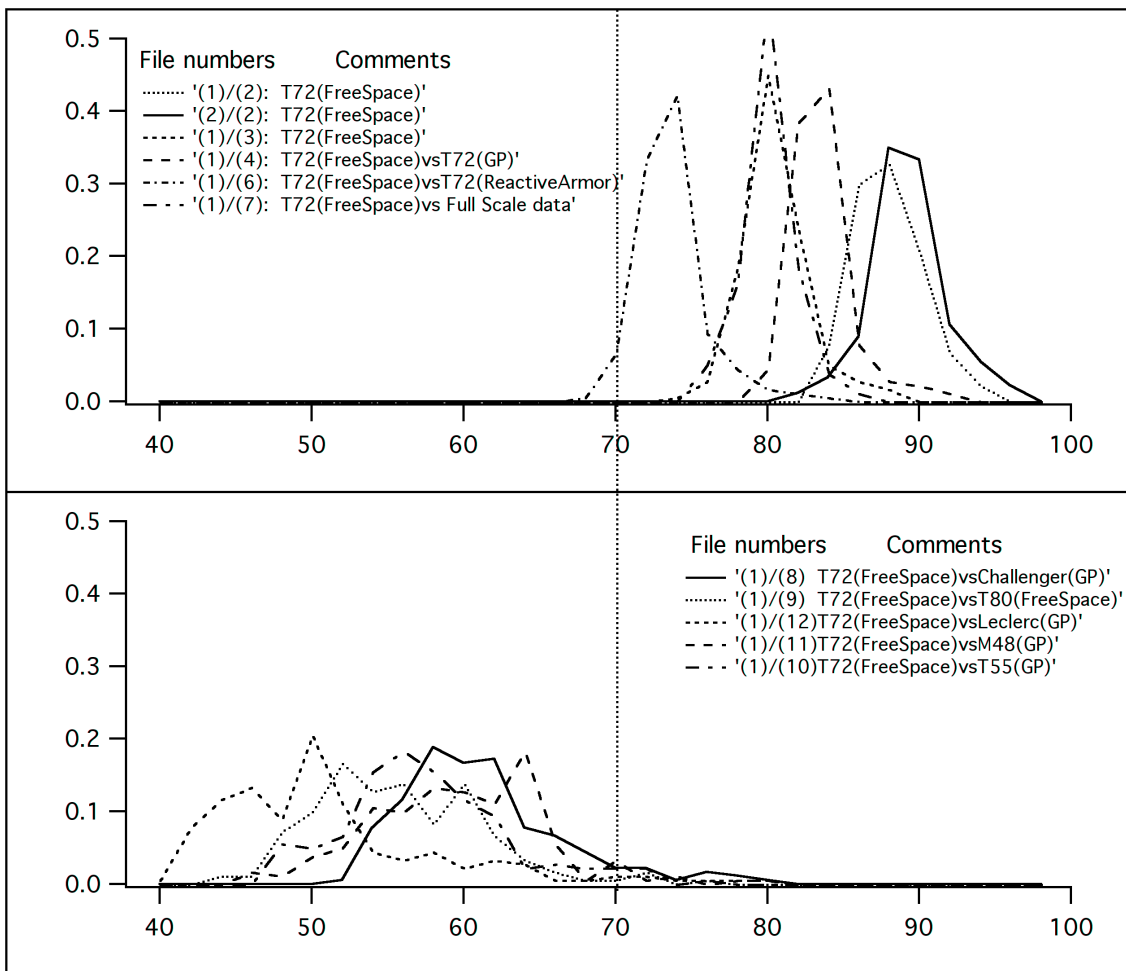 0.5
File numbers Comments
'(1)/(2): T72(FreeSpace)'
'(2)/(2): T72(FreeSpace)'
'(1)/(3): T72(FreeSpace)'
'(1)/(4): T72(FreeSpace)vsT72(GP)'
'(1)/(6): T72(FreeSpace)vsT72(ReactiveArmor)'
'(1)/(7): T72(FreeSpace)vs Full Scale data'
0.4
0.3
0.2
0.1
0.0
40 50 60 70 80 90 100
0.5
File numbers Comments
'(1)/(8) T72(FreeSpace)vsChallenger(GP)'
'(1)/(9) T72(FreeSpace)vsT80(FreeSpace)'
'(1)/(12)T72(FreeSpace)vsLeclerc(GP)'
'(1)/(11)T72(FreeSpace)vsM48(GP)'
'(1)/(10)T72(FreeSpace)vsT55(GP)'
0.4
0.3
0.2
0.1
0.0
40 50 60 70 80 90 100